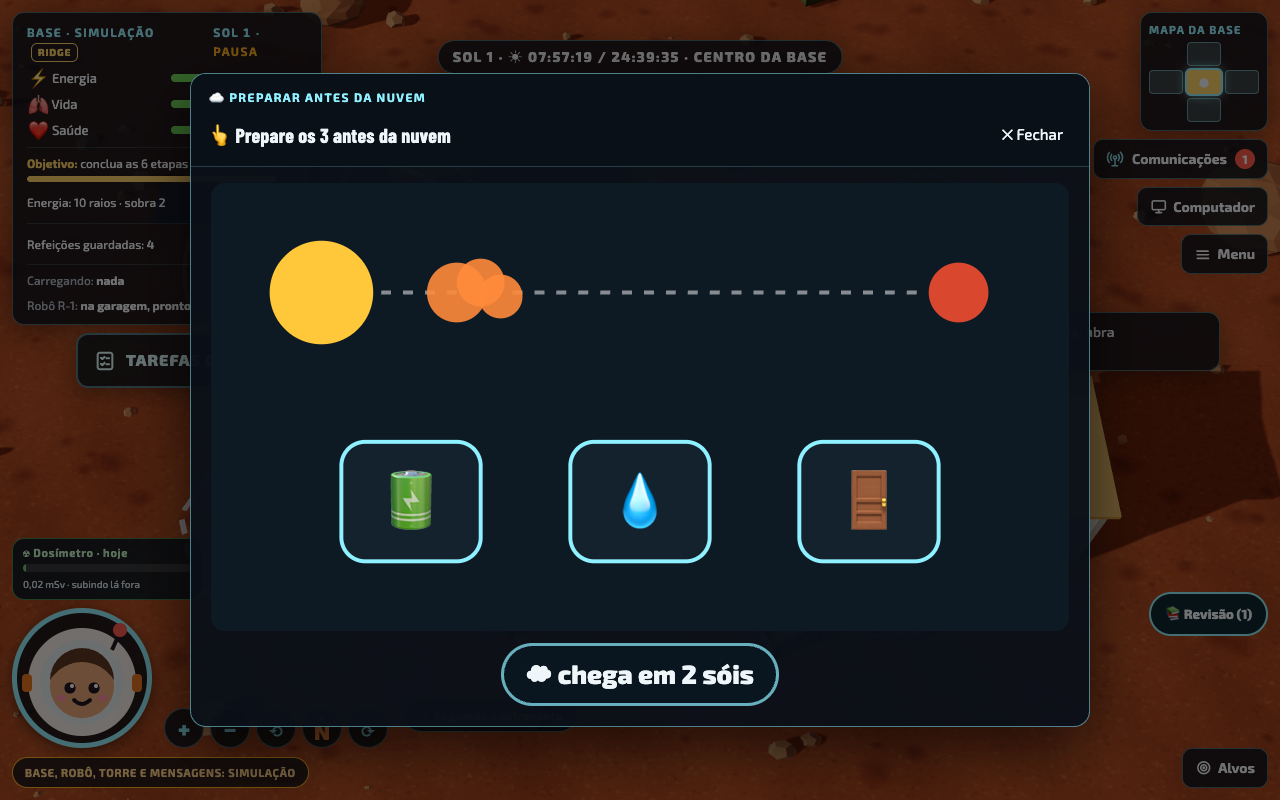 BASE · SIMULAÇÃO
RIDGE
SOL 1 ·
PAUSA
Energia
Vida
Saúde
Objetivo: conclua as 6 etapas
Energia: 10 raios · sobra 2
Refeições guardadas: 4
Carregando: nada
Robô R-1: na garagem, pronto
SOL 1 · ☀ 07:57:19 / 24:39:35 · CENTRO DA BASE
MAPA DA BASE
Comunicações 1
Computador
Menu
PREPARAR ANTES DA NUVEM
Prepare os 3 antes da nuvem
Fechar
chega em 2 sóis
Dosímetro · hoje
0,02 mSv · subindo lá fora
N
Revisão (1)
BASE, ROBÔ, TORRE E MENSAGENS: SIMULAÇÃO
Alvos